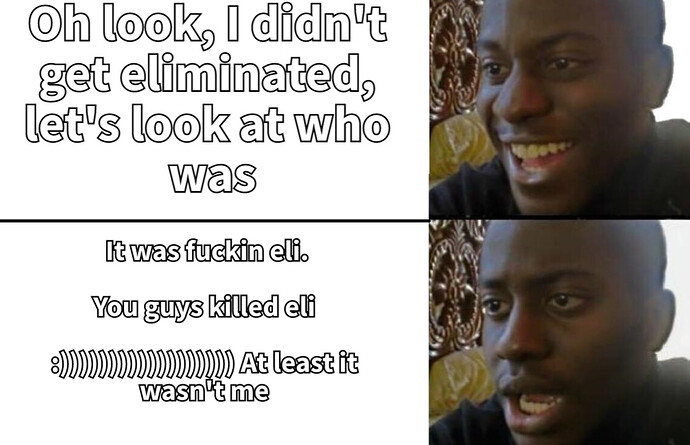 Oh look, I didn't
get eliminated,
let's look at who
was
It was fuckin eli.
You guys killed eli
:))))))))))))))))))))) At least it
wasn't me